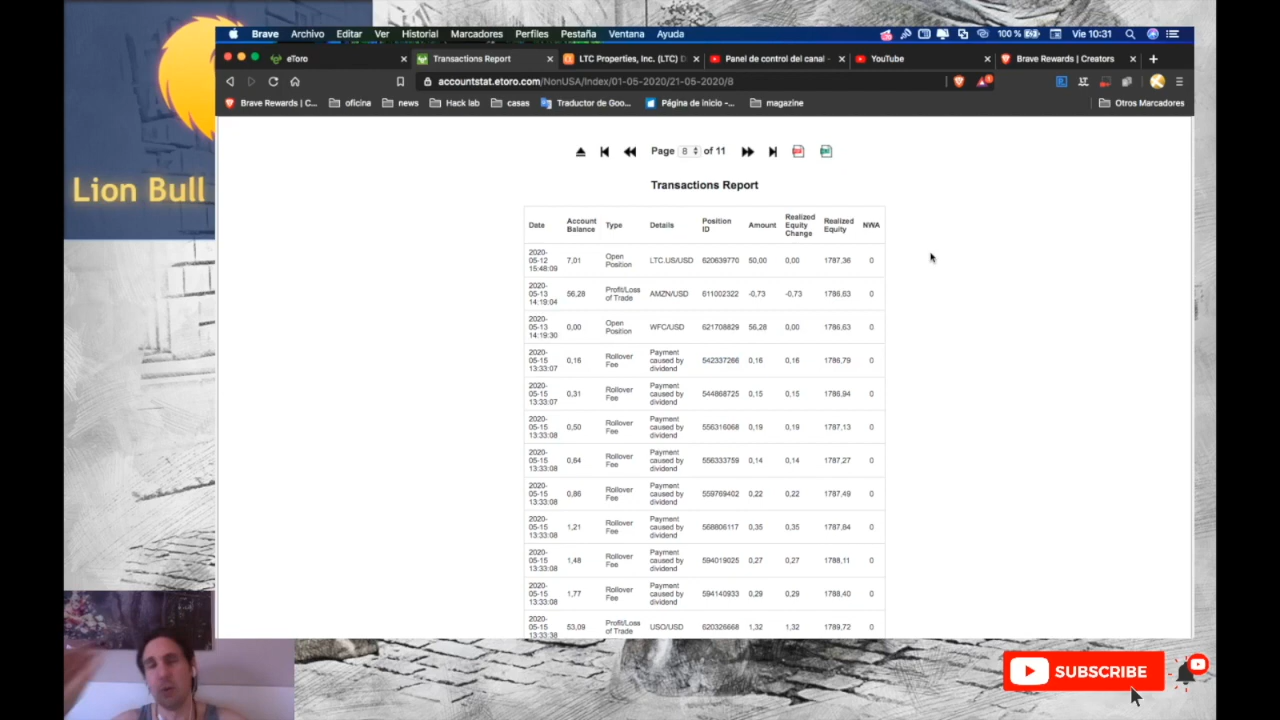 Brave Archivo Editar Ver Historial Marcadores Perfiles Pestaña Ventana Ayuda 100 % Vie 10:31
eToro Transactions Report LTC Properties, Inc. (LTC) D Panel de control del canal - YouTube Brave Rewards | Creators
accountstat.etoro.com/NonUSA/Index/01-05-2020/21-05-2020/8
Brave Rewards | C... oficina news Hack lab casas Traductor de Goo... Página de inicio -... magazine Otros Marcadores
Page 8 of 11
Transactions Report
Date Account Balance Type Details Position ID Amount Realized Equity Change Realized Equity NWA
2020-05-12 15:48:09 7,01 Open Position LTC.US/USD 620639770 50,00 0,00 1787,36 0
2020-05-13 14:19:04 56,28 Profit/Loss of Trade AMZN/USD 611002322 -0,73 -0,73 1786,63 0
2020-05-13 14:19:30 0,00 Open Position WFC/USD 621708829 56,28 0,00 1786,63 0
2020-05-15 13:33:07 0,16 Rollover Fee Payment caused by dividend 542337266 0,16 0,16 1786,79 0
2020-05-15 13:33:07 0,31 Rollover Fee Payment caused by dividend 544868725 0,15 0,15 1786,94 0
2020-05-15 13:33:08 0,50 Rollover Fee Payment caused by dividend 556316068 0,19 0,19 1787,13 0
2020-05-15 13:33:08 0,64 Rollover Fee Payment caused by dividend 556333759 0,14 0,14 1787,27 0
2020-05-15 13:33:08 0,86 Rollover Fee Payment caused by dividend 559769402 0,22 0,22 1787,49 0
2020-05-15 13:33:08 1,21 Rollover Fee Payment caused by dividend 568806117 0,35 0,35 1787,84 0
2020-05-15 13:33:08 1,48 Rollover Fee Payment caused by dividend 594019025 0,27 0,27 1788,11 0
2020-05-15 13:33:08 1,77 Rollover Fee Payment caused by dividend 594140933 0,29 0,29 1788,40 0
2020-05-15 13:33:38 53,09 Profit/Loss of Trade USO/USD 620326668 1,32 1,32 1789,72 0
Lion Bull
SUBSCRIBE